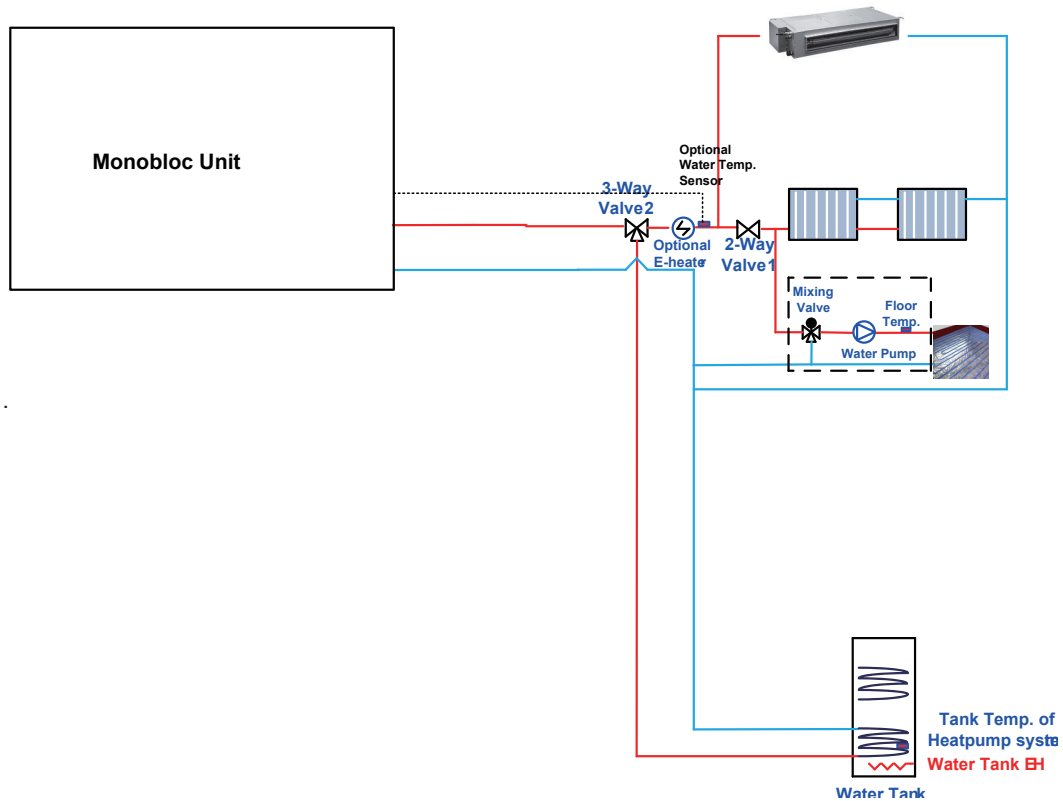 Monobloc Unit
Optional
Water Temp.
Sensor
3-Way
Valve2
Optional
E-heater
2-Way
Valve1
Mixing
Valve
Floor
Temp.
Water Pump
.
Tank Temp. of
Heatpump syste
Water Tank EH
Water Tank